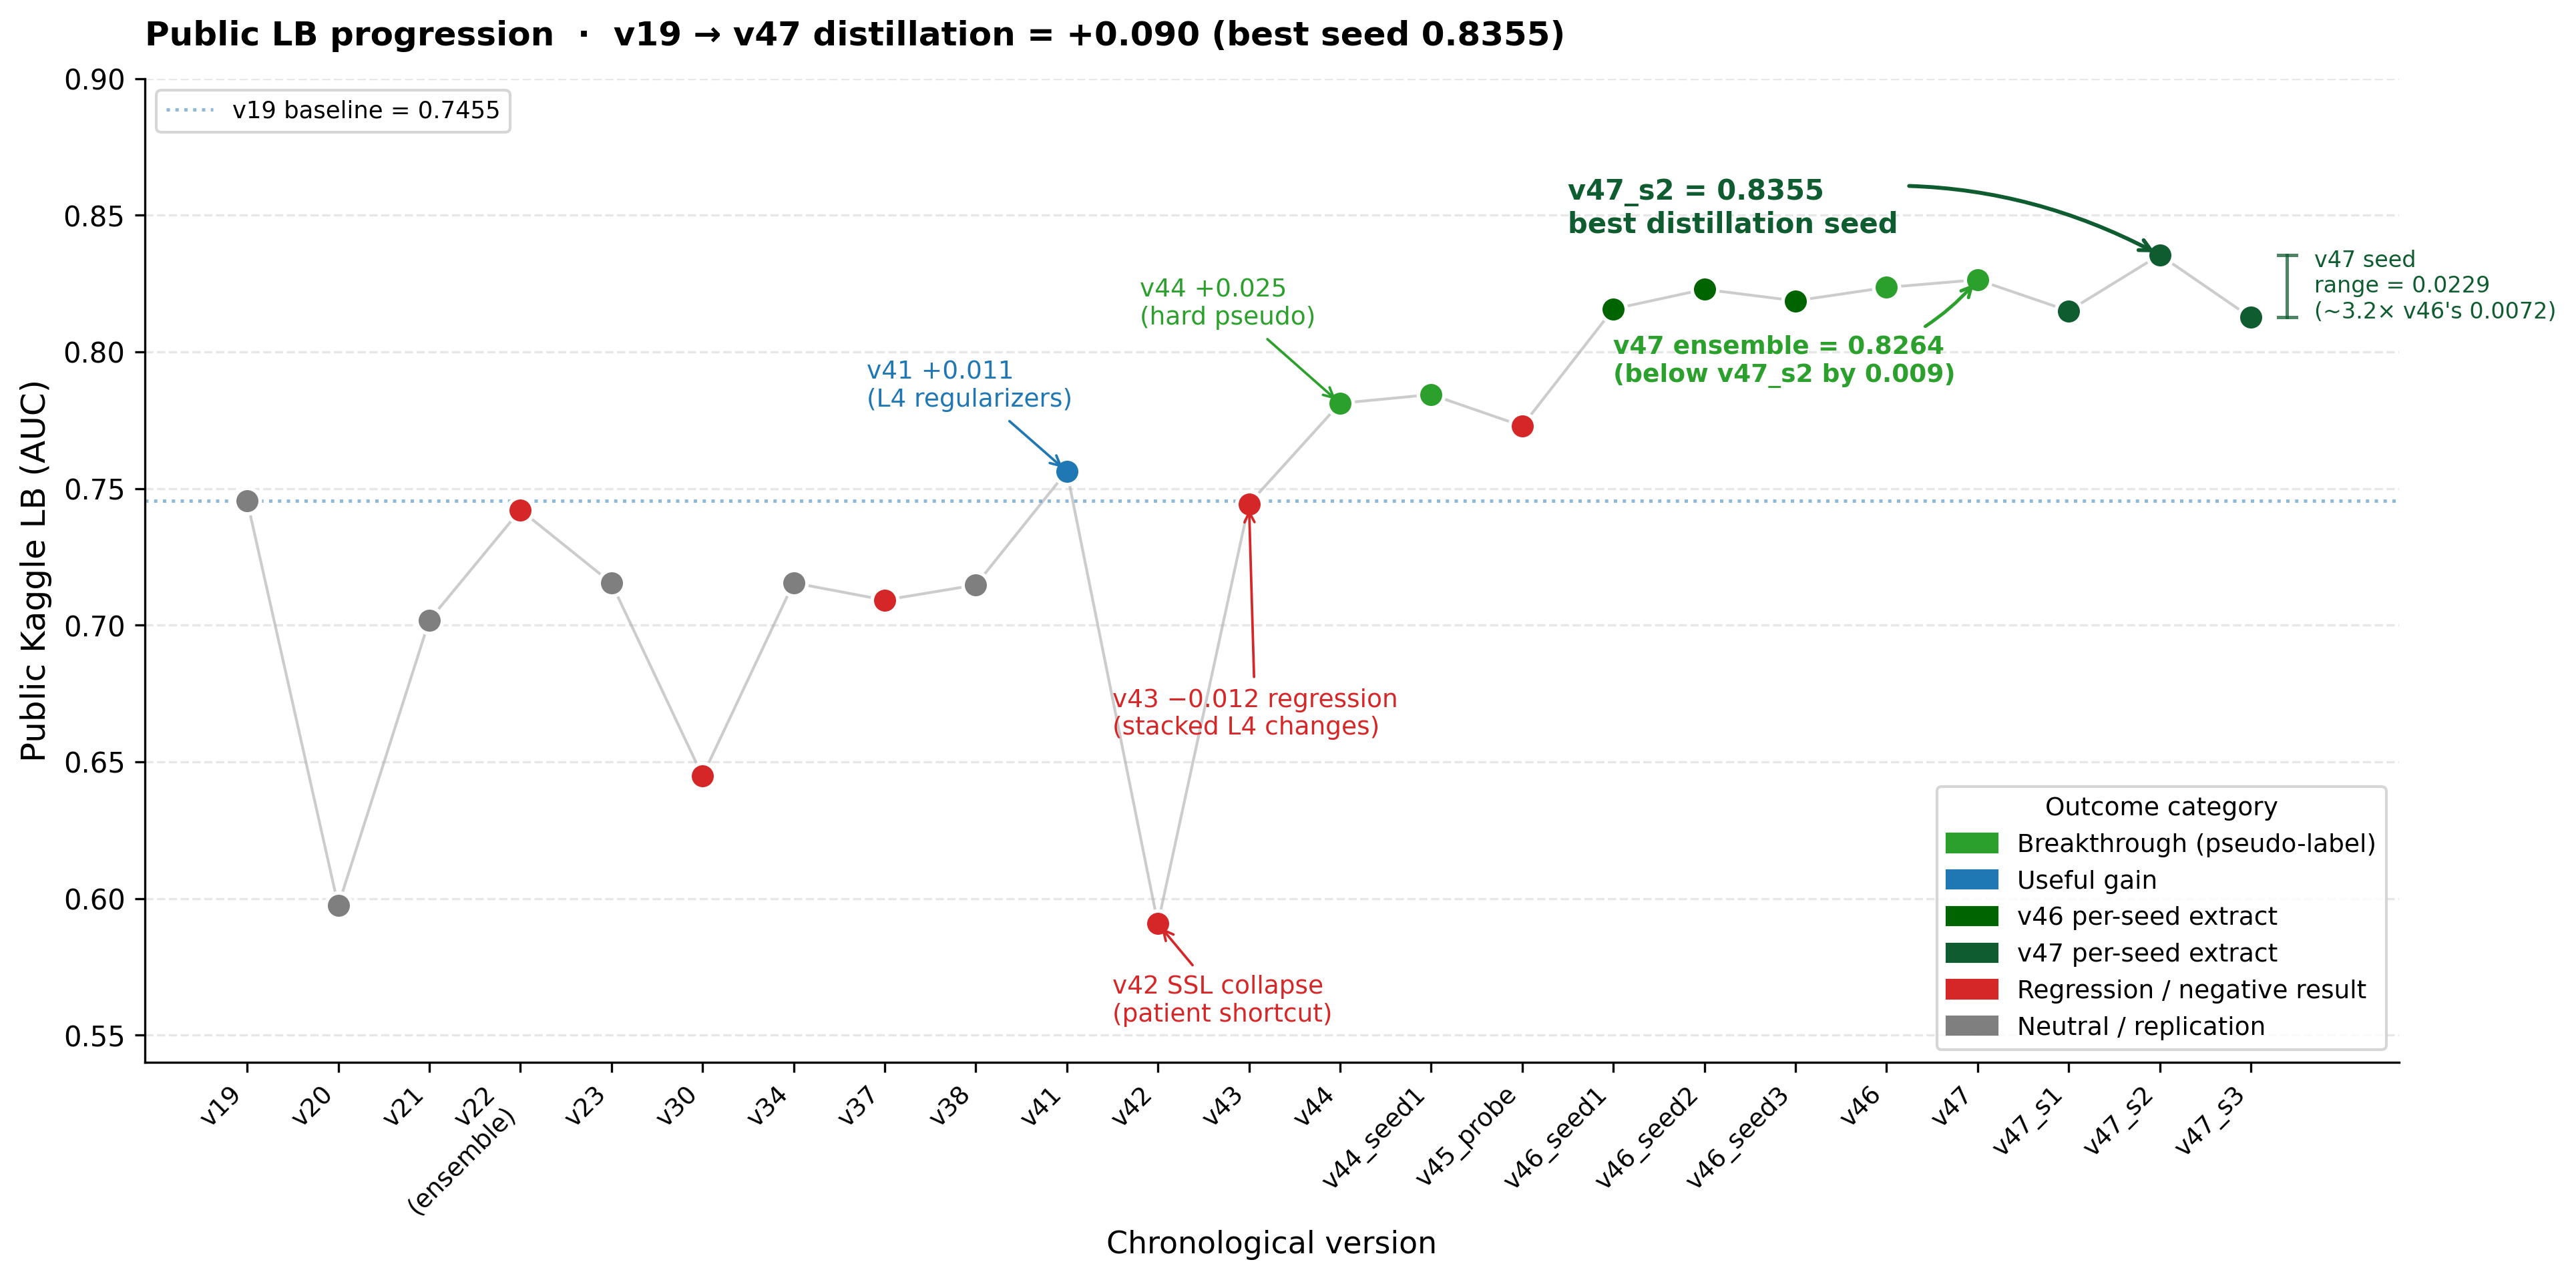 Public LB progression · v19 → v47 distillation = +0.090 (best seed 0.8355)
Public Kaggle LB (AUC)
0.90
0.85
0.80
0.75
0.70
0.65
0.60
0.55
v19 baseline = 0.7455
v47_s2 = 0.8355
best distillation seed
v47 seed
range = 0.0229
(~3.2× v46's 0.0072)
v44 +0.025
(hard pseudo)
v47 ensemble = 0.8264
(below v47_s2 by 0.009)
v41 +0.011
(L4 regularizers)
v43 −0.012 regression
(stacked L4 changes)
v42 SSL collapse
(patient shortcut)
Outcome category
Breakthrough (pseudo-label)
Useful gain
v46 per-seed extract
v47 per-seed extract
Regression / negative result
Neutral / replication
v19
v20
v21
v22
(ensemble)
v23
v30
v34
v37
v38
v41
v42
v43
v44
v44_seed1
v45_probe
v46_seed1
v46_seed2
v46_seed3
v46
v47
v47_s1
v47_s2
v47_s3
Chronological version